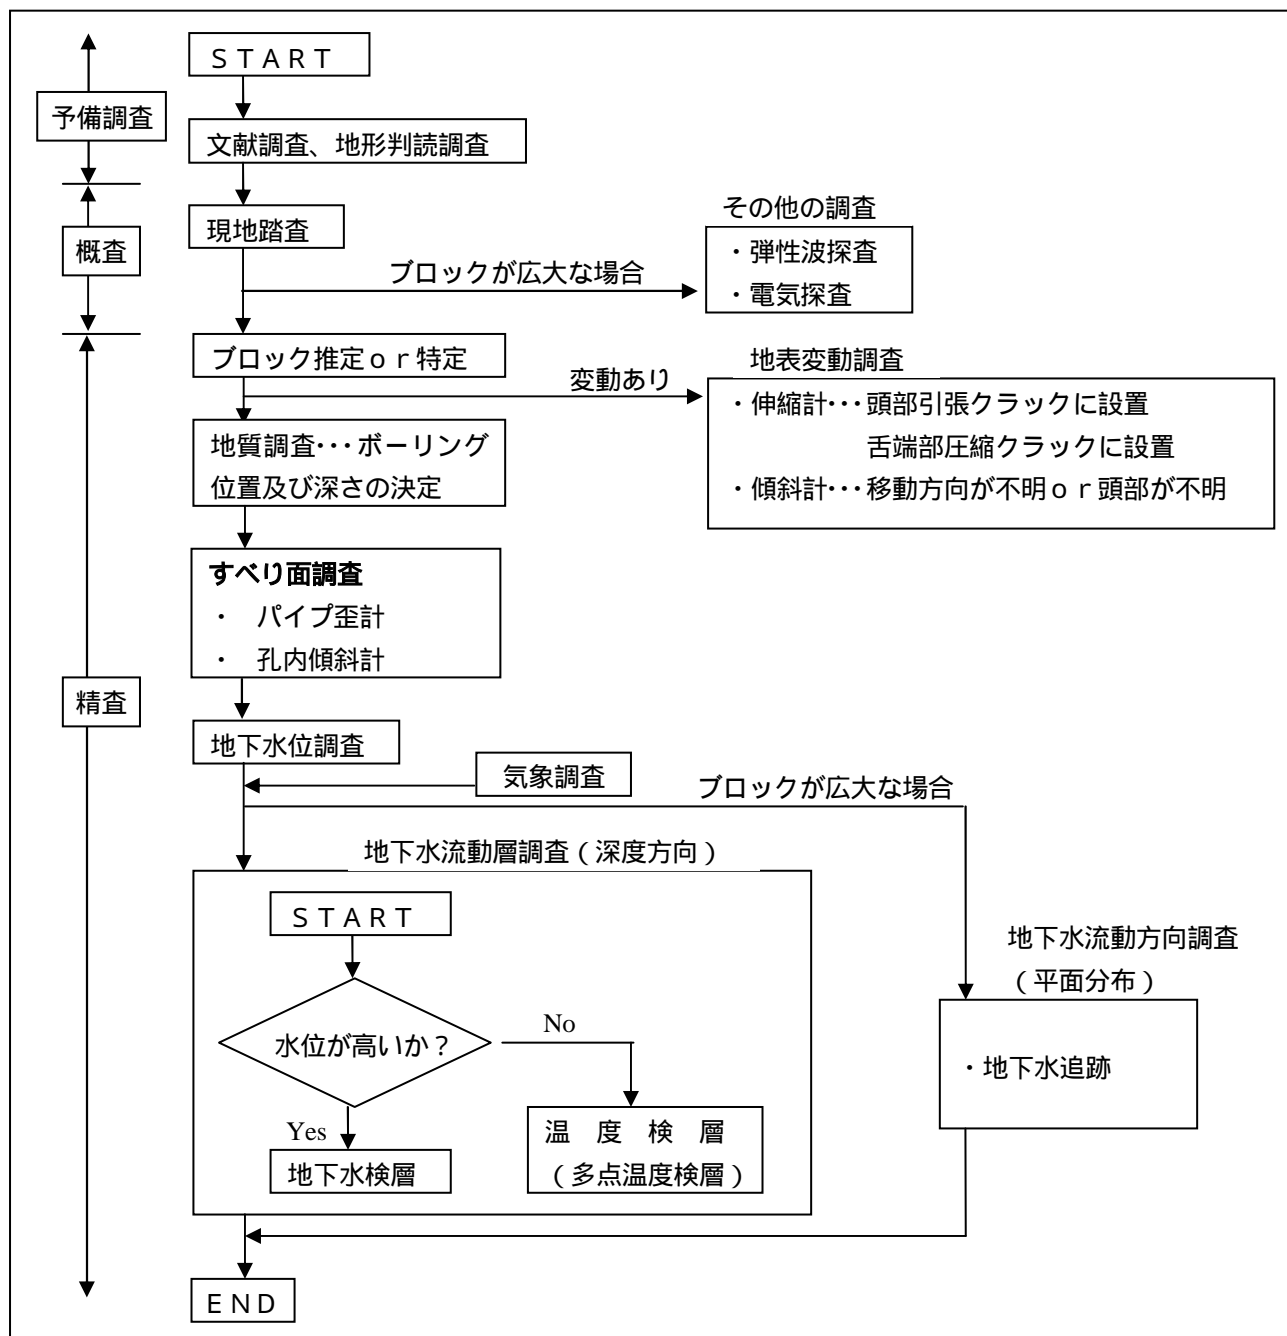 ＳＴＡＲＴ
予備調査
文献調査、地形判読調査
現地踏査
概査
その他の調査
・弾性波探査
・電気探査
ブロックが広大な場合
ブロック推定ｏｒ特定
変動あり
地表変動調査
・伸縮計･･･頭部引張クラックに設置
舌端部圧縮クラックに設置
・傾斜計･･･移動方向が不明ｏｒ頭部が不明
地質調査･･･ボーリング
位置及び深さの決定
すべり面調査
・　パイプ歪計
・　孔内傾斜計
精査
地下水位調査
気象調査
ブロックが広大な場合
地下水流動層調査（深度方向）
ＳＴＡＲＴ
水位が高いか？
No
Yes
地下水検層
温　度　検　層
（多点温度検層）
地下水流動方向調査
（平面分布）
・地下水追跡
ＥＮＤ